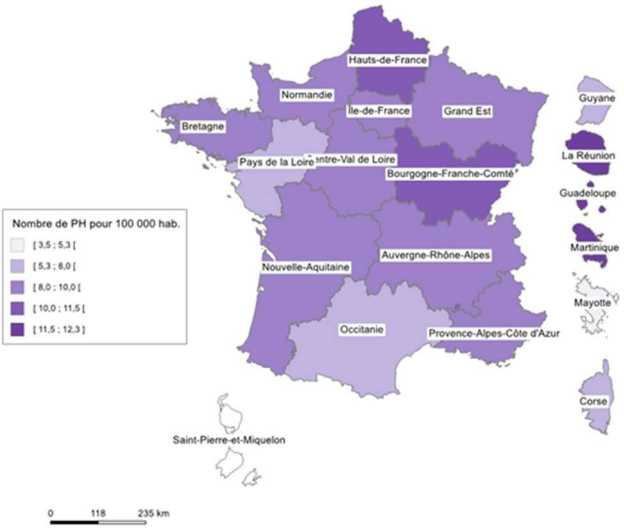 Hauts-de-France
Normandie
Île-de-France
Grand Est
Guyane
Bretagne
Pays de la Loire
entre-Val de Loire
La Réunion
Bourgogne-Franche-Comté
Guadeloupe
Nombre de PH pour 100 000 hab.
[ 3,5 ; 5,3 [
[ 5,3 ; 8,0 [
[ 8,0 ; 10,0 [
[ 10,0 ; 11,5 [
[ 11,5 ; 12,3 ]
Martinique
Auvergne-Rhône-Alpes
Nouvelle-Aquitaine
Mayotte
Occitanie
Provence-Alpes-Côte d'Azur
Corse
Saint-Pierre-et-Miquelon
0 118 235 km